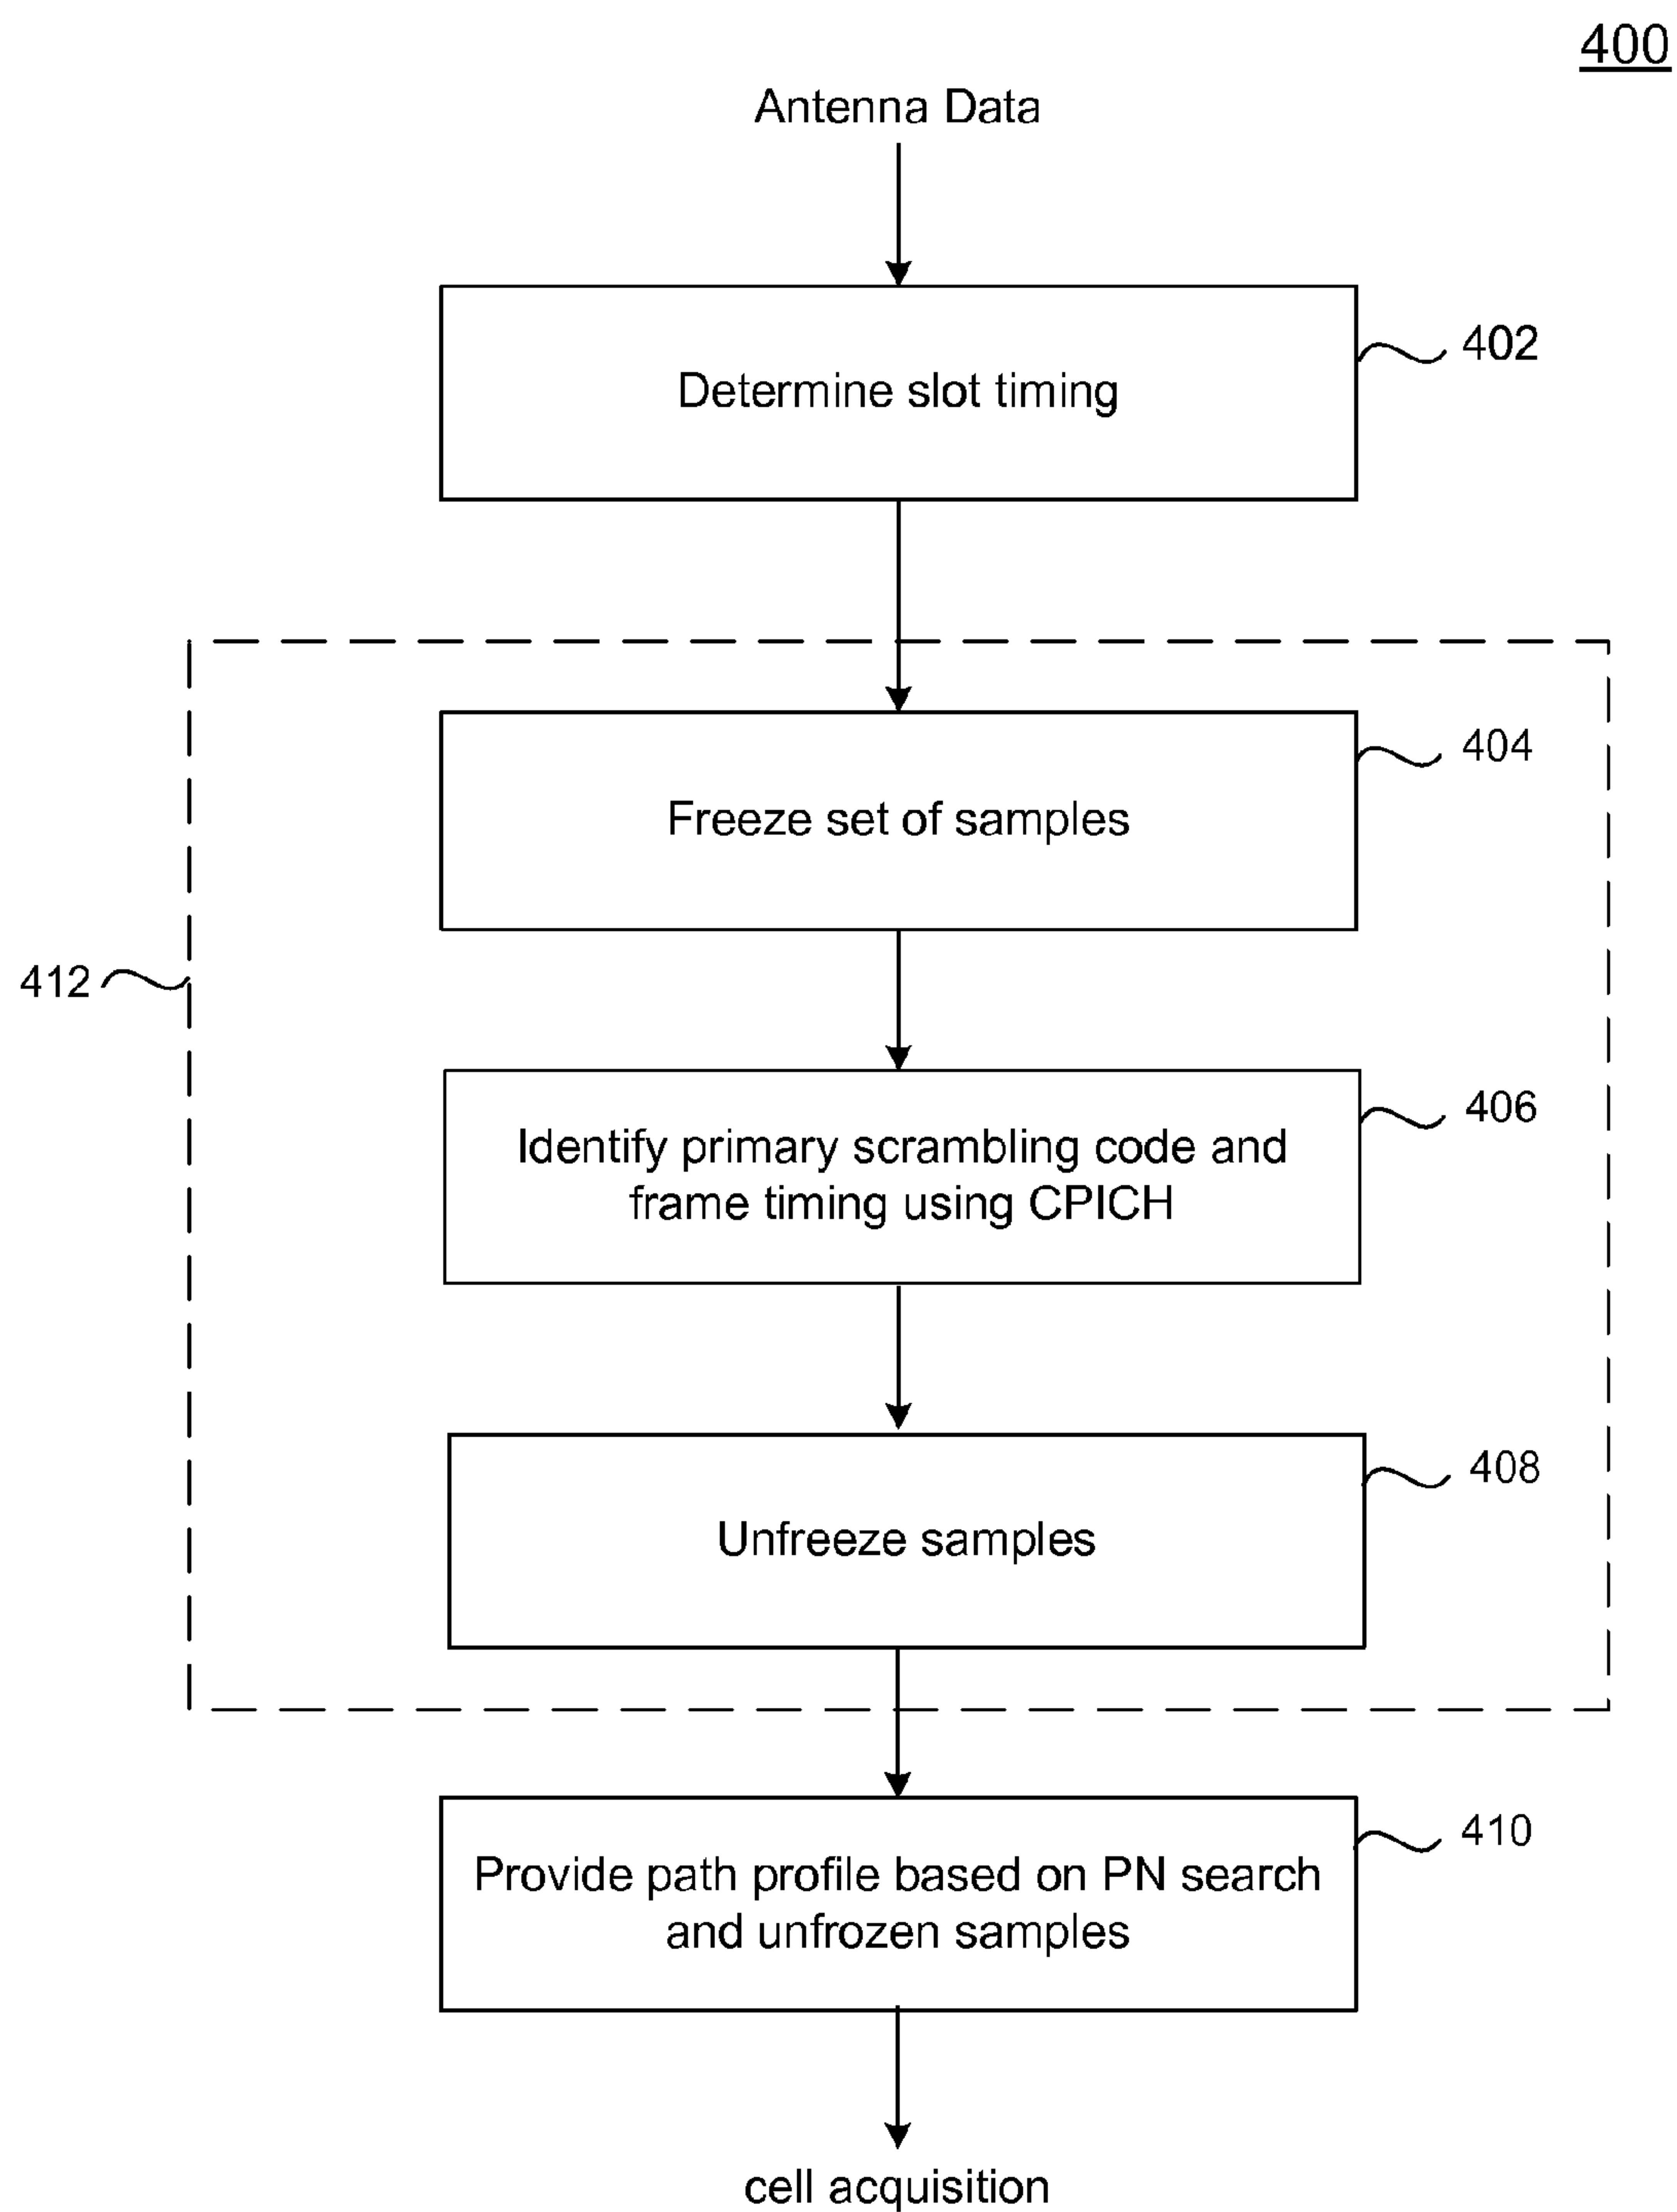 400
Antenna Data
402
Determine slot timing
404
Freeze set of samples
412
406
Identify primary scrambling code and
frame timing using CPICH
408
Unfreeze samples
410
Provide path profile based on PN search
and unfrozen samples
cell acquisition